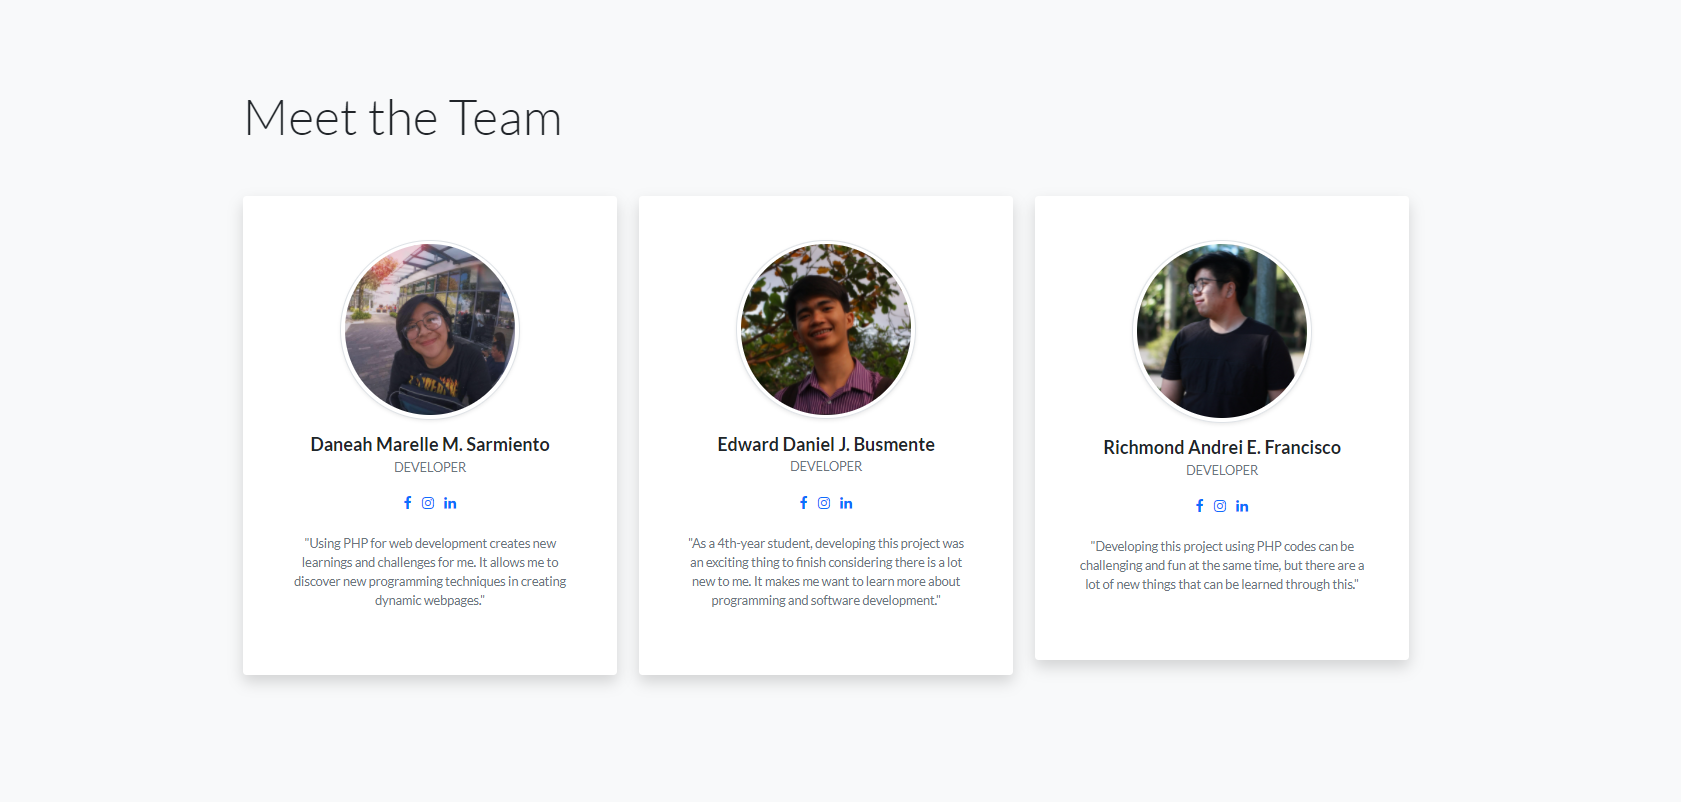 Meet the Team
Daneah Marelle M. Sarmiento
DEVELOPER
"Using PHP for web development creates new
learnings and challenges for me. It allows me to
discover new programming techniques in creating
dynamic webpages."
Edward Daniel J. Busmente
DEVELOPER
"As a 4th-year student, developing this project was
an exciting thing to finish considering there is a lot
new to me. It makes me want to learn more about
programming and software development."
Richmond Andrei E. Francisco
DEVELOPER
"Developing this project using PHP codes can be
challenging and fun at the same time, but there are a
lot of new things that can be learned through this."